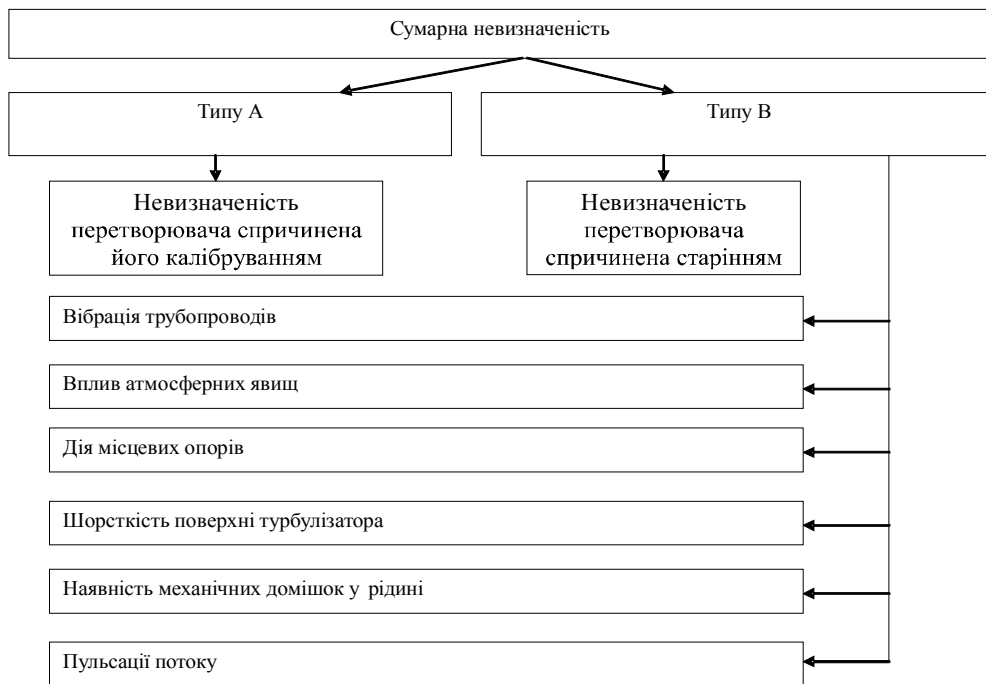 Сумарна невизначеність
Типу А
Типу В
Невизначеність
перетворювача спричинена
його калібруванням
Невизначеність
перетворювача
спричинена старінням
Вібрація трубопроводів
Вплив атмосферних явищ
Дія місцевих опорів
Шорсткість поверхні турбулізатора
Наявність механічних домішок у рідині
Пульсації потоку